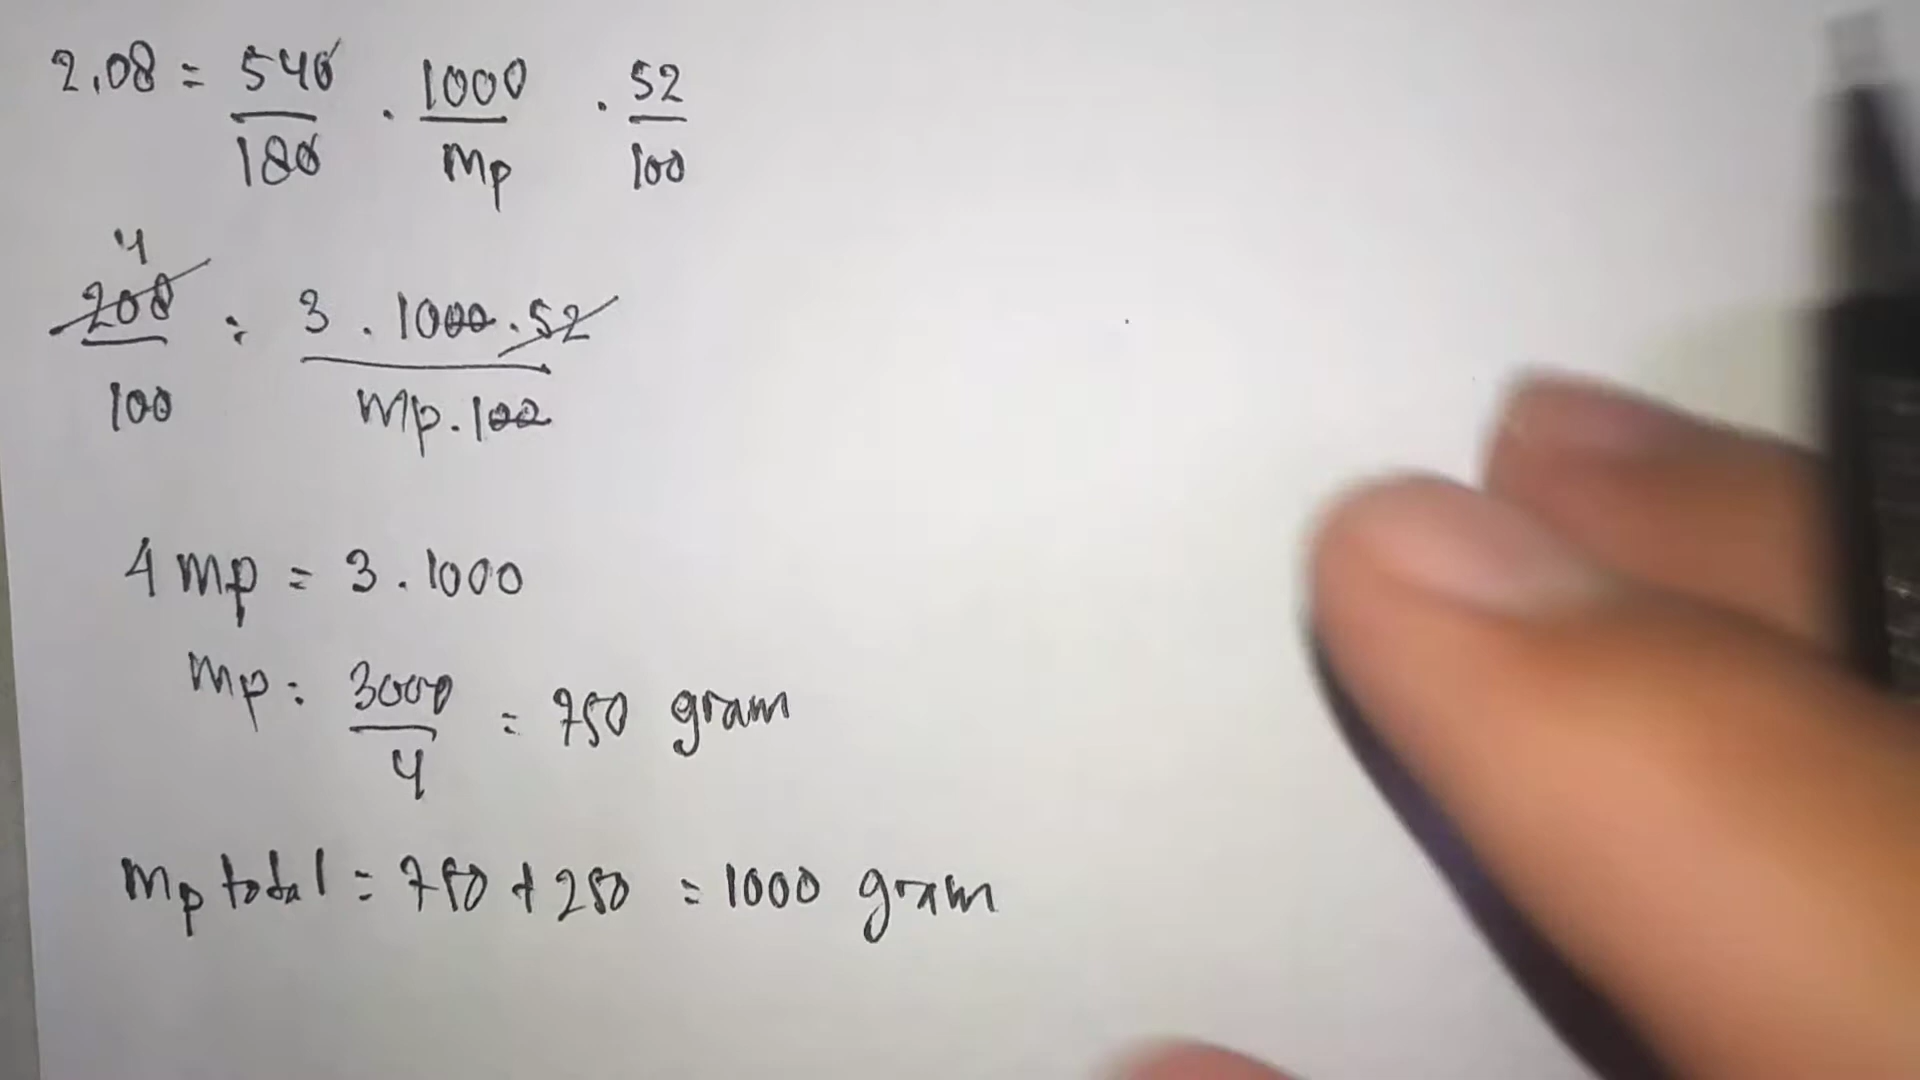 2,08 = 540/180 . 1000/mp . 52/100
4
208/100 = 3 . 1000 . 52/mp . 100
4 mp = 3 . 1000
mp = 3000/4 = 750 gram
mp total = 750 + 250 = 1000 gram